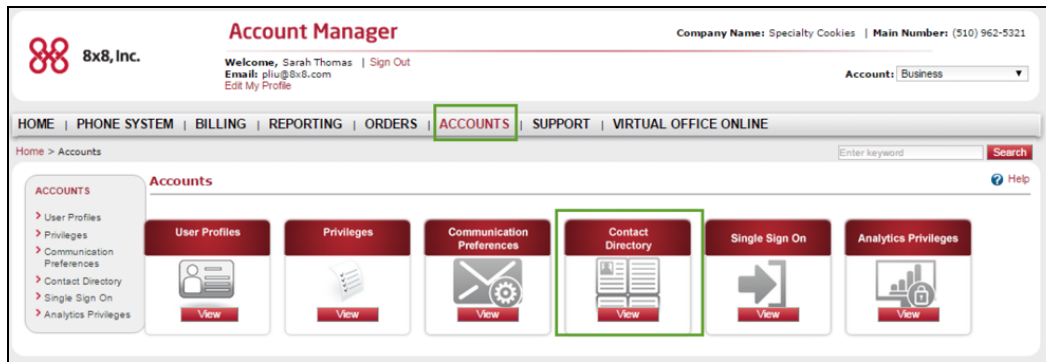 8x8, Inc.
Account Manager
Company Name: Specialty Cookies | Main Number: (510) 962-5321
Welcome, Sarah Thomas | Sign Out
Email: pliu@8x8.com
Edit My Profile
Account: Business
HOME | PHONE SYSTEM | BILLING | REPORTING | ORDERS | ACCOUNTS | SUPPORT | VIRTUAL OFFICE ONLINE
Home > Accounts
Enter keyword
Search
ACCOUNTS
User Profiles
Privileges
Communication
Preferences
Contact Directory
Single Sign On
Analytics Privileges
Accounts
Help
User Profiles
View
Privileges
View
Communication
Preferences
View
Contact
Directory
View
Single Sign On
View
Analytics Privileges
View